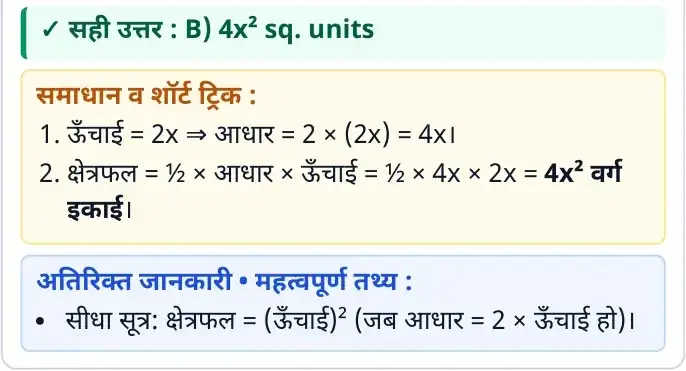 ✓ सही उत्तर : B) 4x² sq. units
समाधान व शॉर्ट ट्रिक :
1. ऊँचाई = 2x ⇒ आधार = 2 × (2x) = 4x।
2. क्षेत्रफल = ½ × आधार × ऊँचाई = ½ × 4x × 2x = 4x² वर्ग
इकाई।
अतिरिक्त जानकारी • महत्वपूर्ण तथ्य :
• सीधा सूत्र: क्षेत्रफल = (ऊँचाई)² (जब आधार = 2 × ऊँचाई हो)।